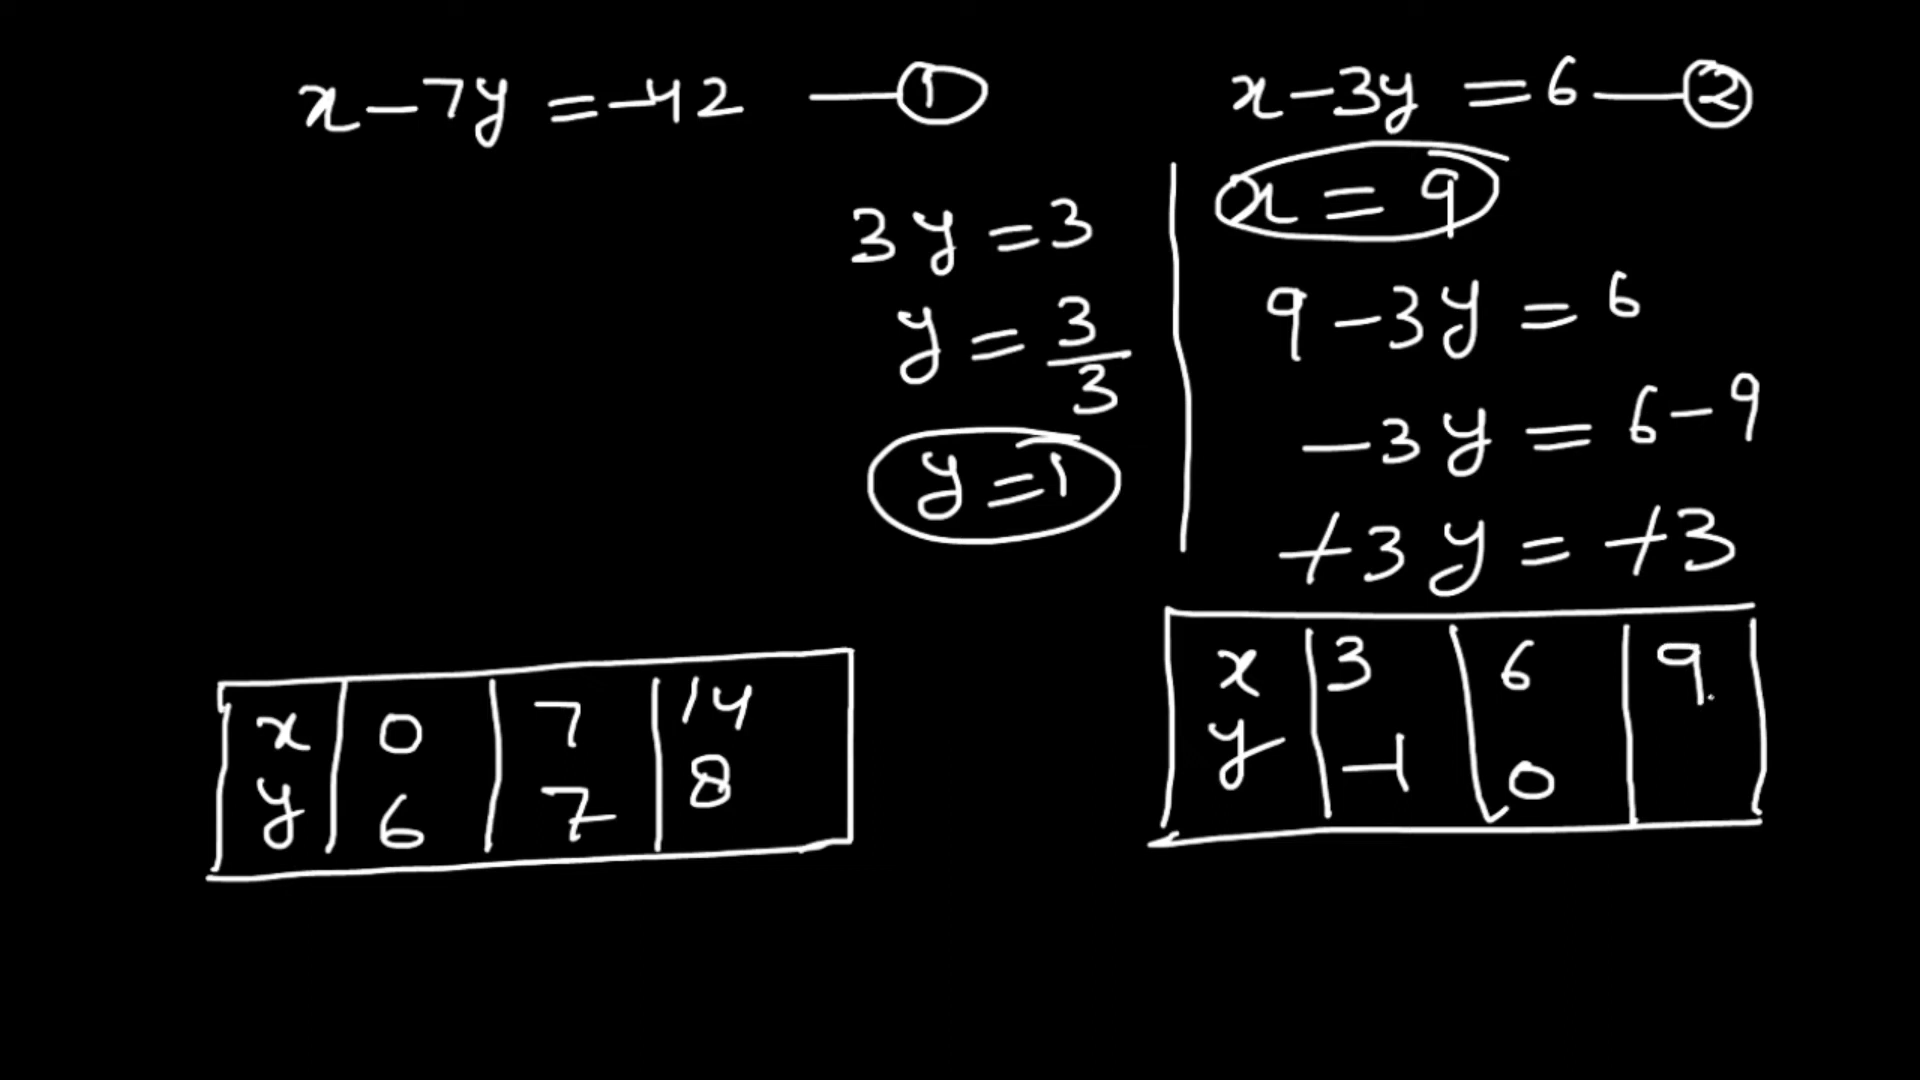 x - 7y = -42 — ①
x - 3y = 6 — ②
x = 9
3y = 3
9 - 3y = 6
y = 3/3
-3y = 6 - 9
y = 1
+3y = +3
x | 3 | 6 | 9
y | -1 | 0 |
x | 0 | 7 | 14
y | 6 | 7 | 8